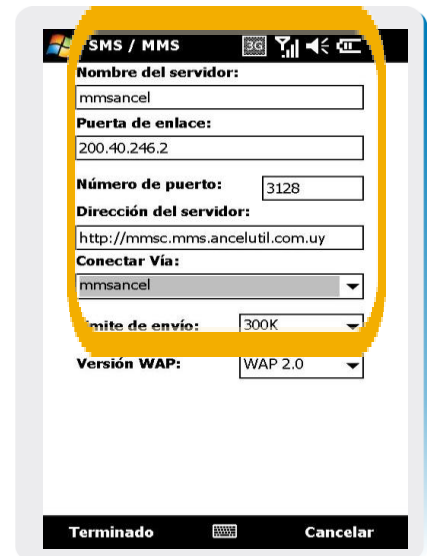 SMS / MMS 3G
Nombre del servidor:
mmsancel
Puerta de enlace:
200.40.246.2
Número de puerto: 3128
Dirección del servidor:
http://mmsc.mms.ancelutil.com.uy
Conectar Vía:
mmsancel
Límite de envío: 300K
Versión WAP: WAP 2.0
Terminado Cancelar